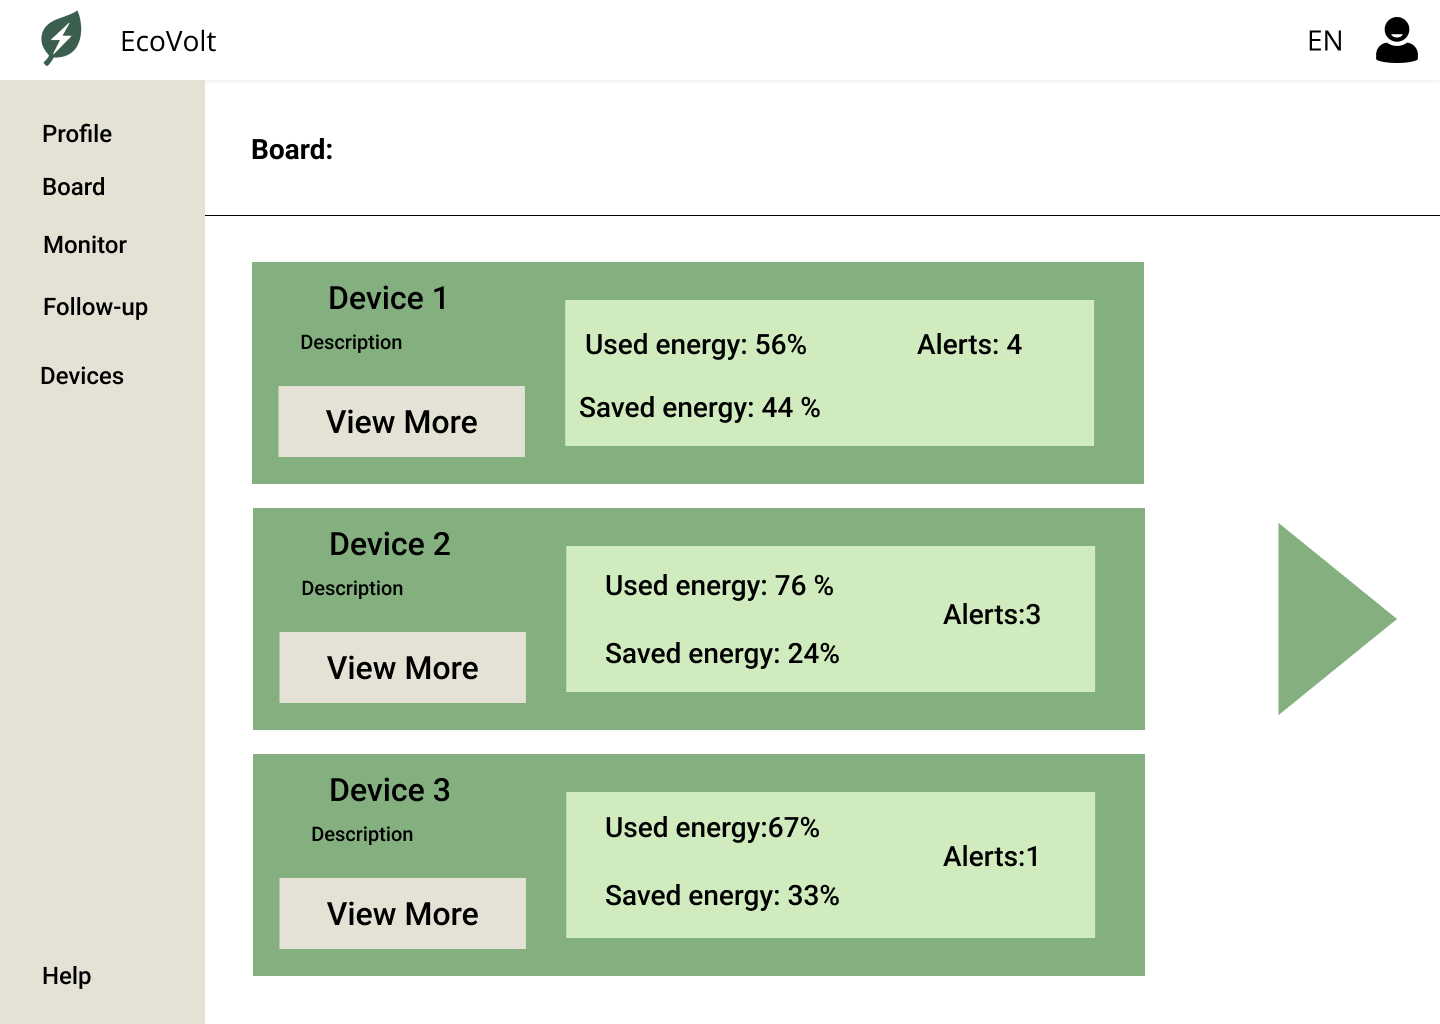 EcoVolt
EN
Profile
Board
Monitor
Follow-up
Devices
Help
Board:
Device 1
Description
View More
Used energy: 56%
Alerts: 4
Saved energy: 44 %
Device 2
Description
View More
Used energy: 76 %
Alerts:3
Saved energy: 24%
Device 3
Description
View More
Used energy:67%
Alerts:1
Saved energy: 33%